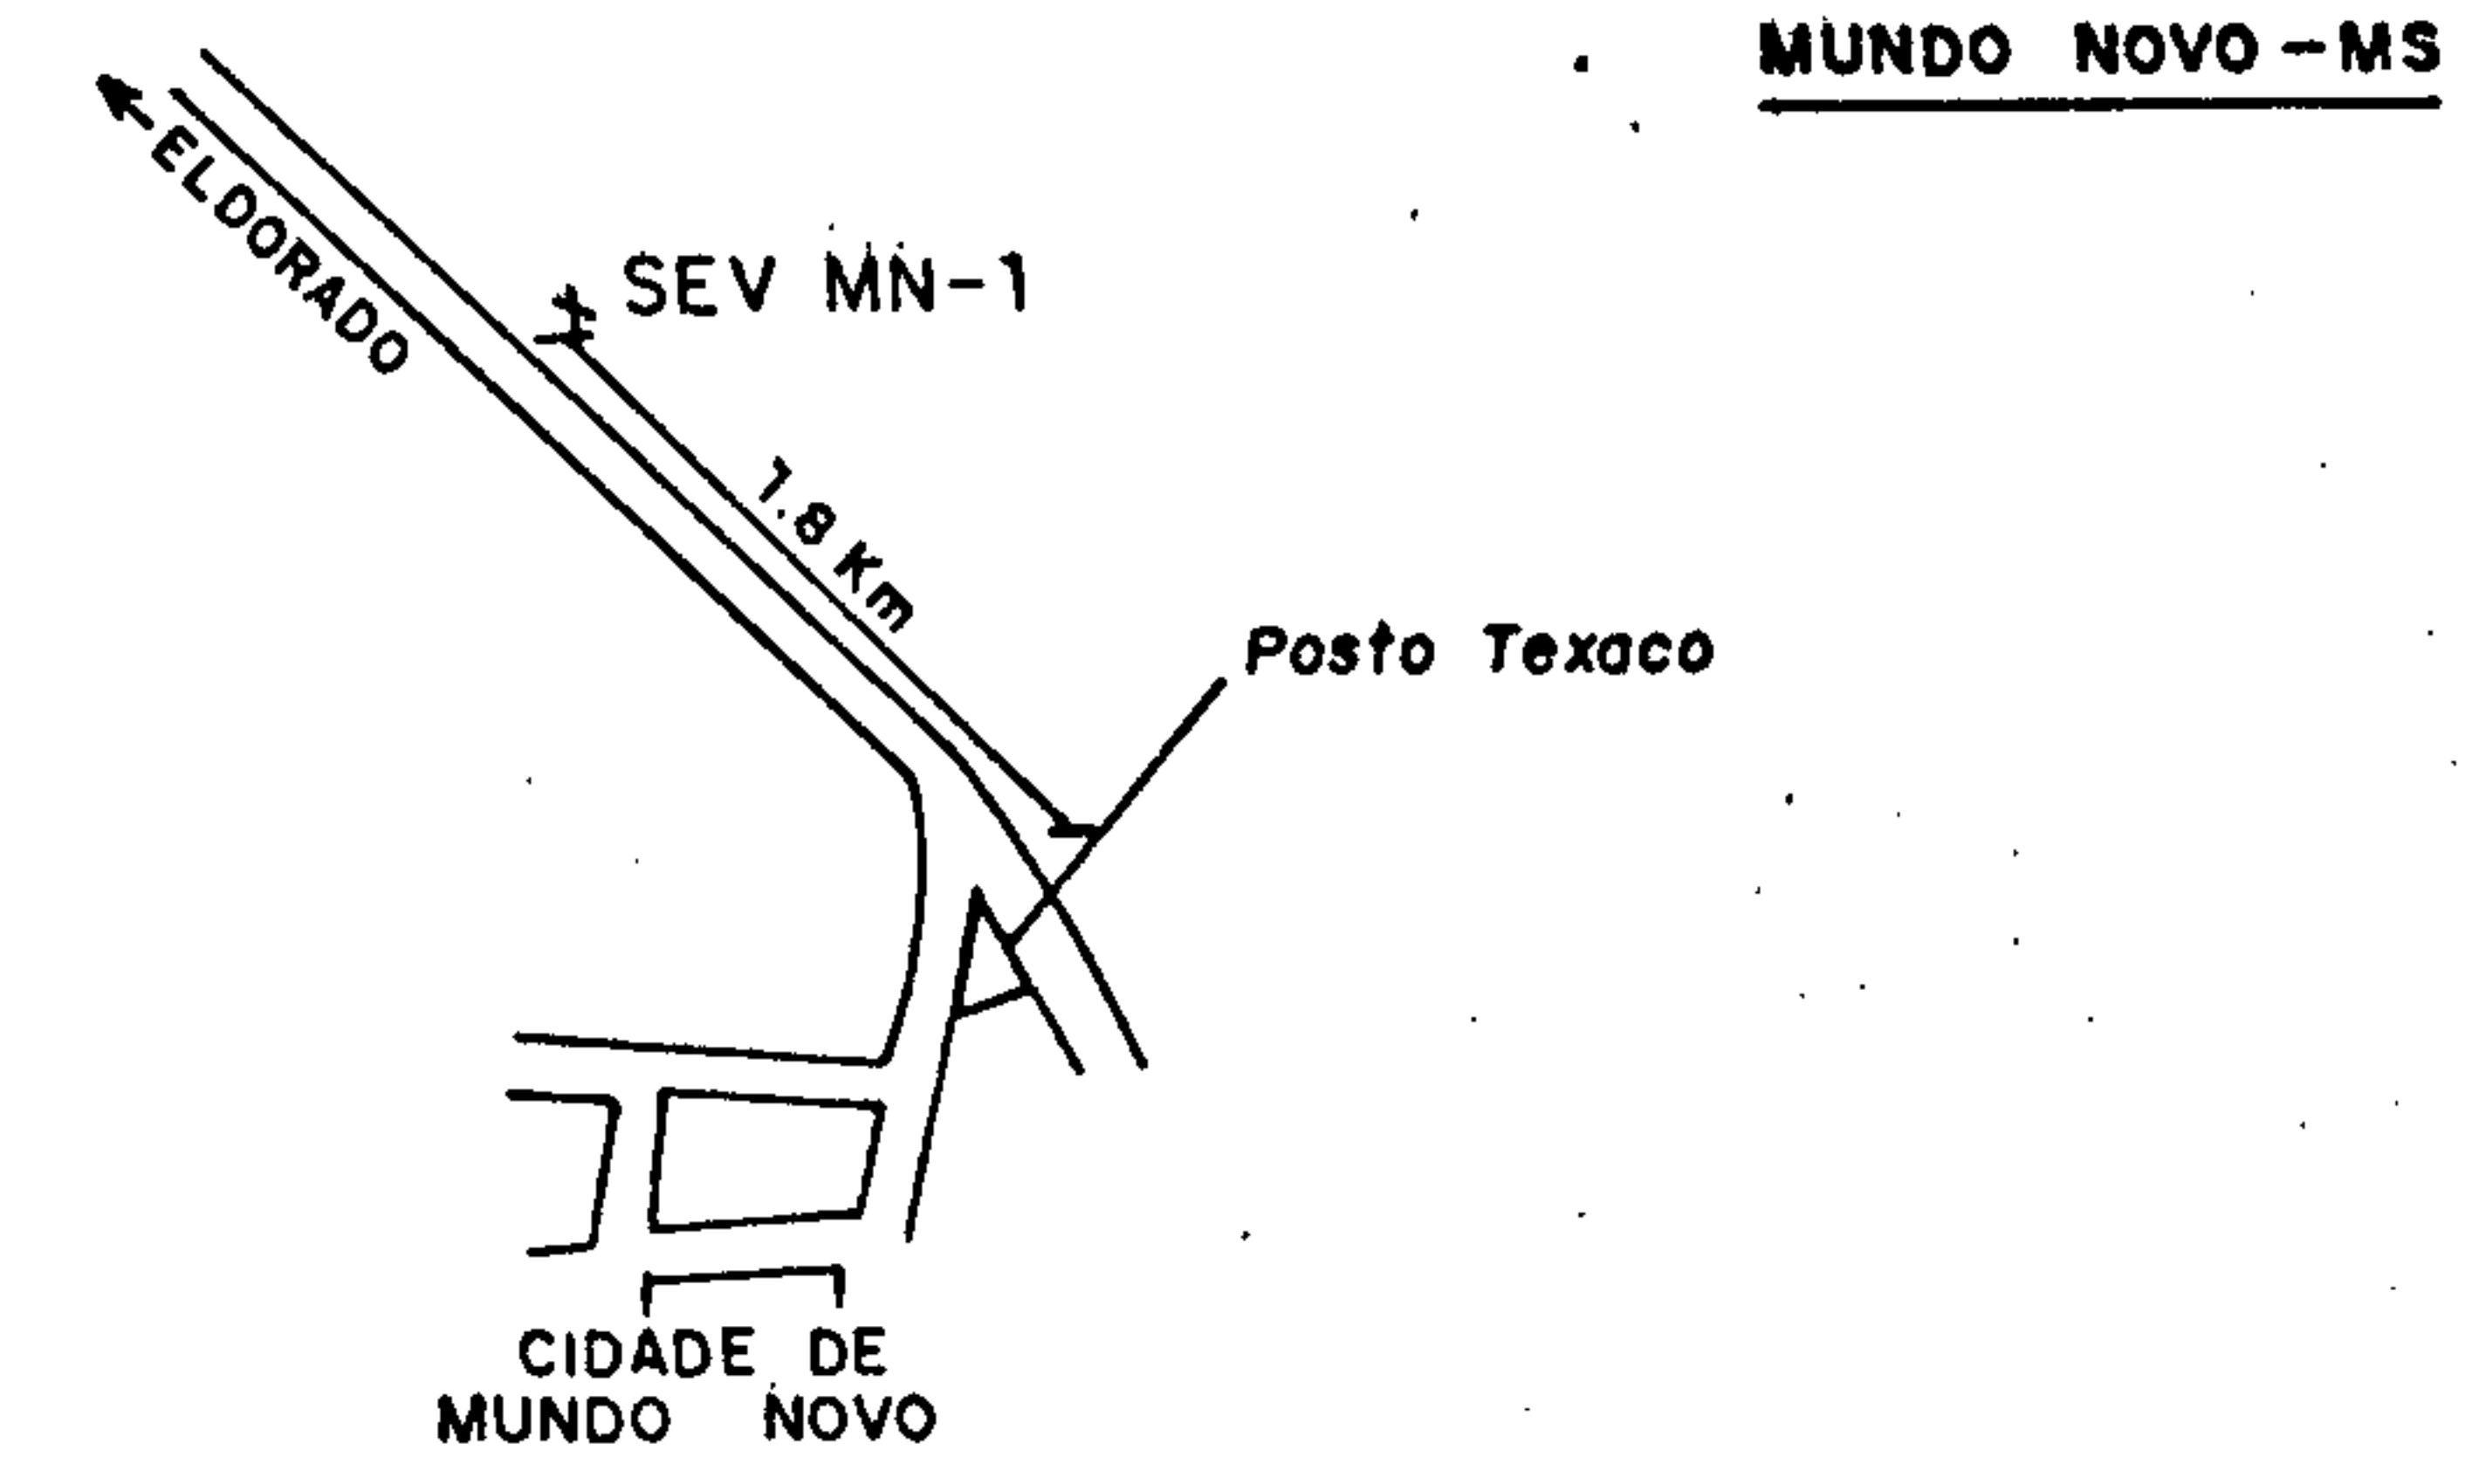 MUNDO NOVO-MS
ELDORADO
SEV MN-1
1.8 Km
Posto Texaco
CIDADE DE
MUNDO NOVO